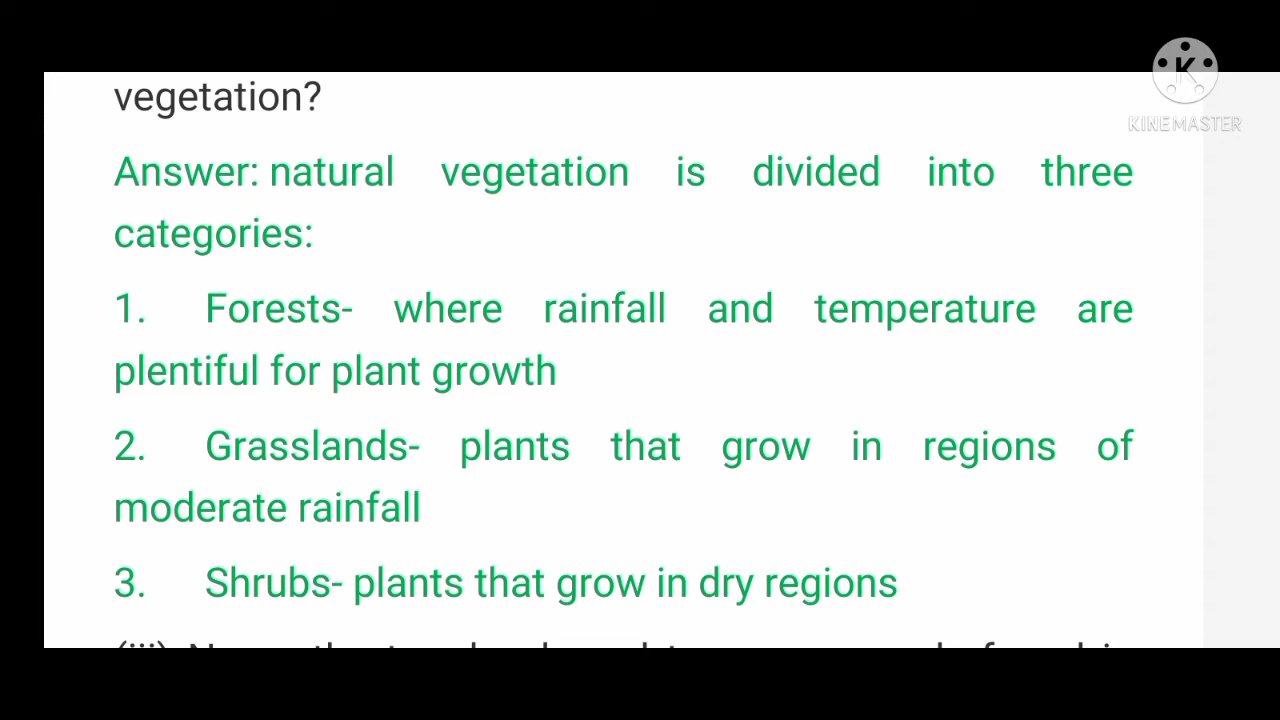 vegetation?
KINEMASTER
Answer: natural vegetation is divided into three
categories:
1. Forests- where rainfall and temperature are
plentiful for plant growth
2. Grasslands- plants that grow in regions of
moderate rainfall
3. Shrubs- plants that grow in dry regions